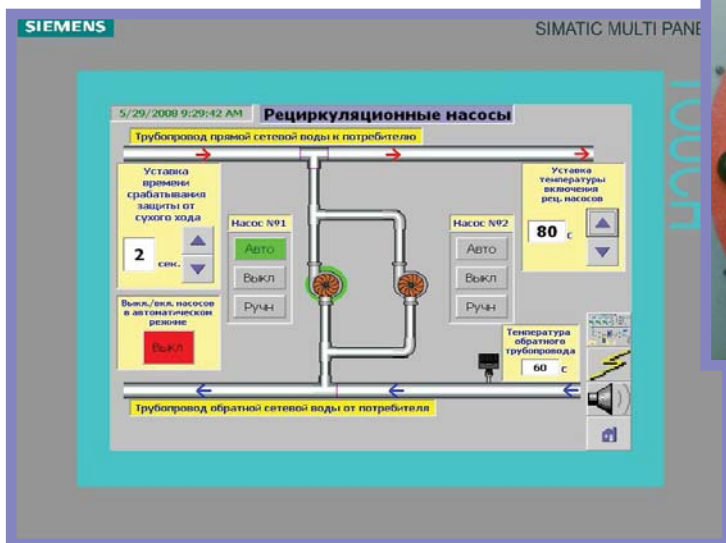 SIEMENS
SIMATIC MULTI PANE
TOUCH
5/29/2008 9:29:42 AM
Рециркуляционные насосы
Трубопровод прямой сетевой воды к потребителю
Уставка
времени
срабатывания
защиты от
сухого хода
2
сек.
Насос №1
Авто
Выкл
Ручн
Насос №2
Авто
Выкл
Ручн
Уставка
температуры
включения
рец. насосов
80 с
Выкл./вкл. насосов
в автоматическом
режиме
Выкл
Температура
обратного
трубопровода
60 с
Трубопровод обратной сетевой воды от потребителя